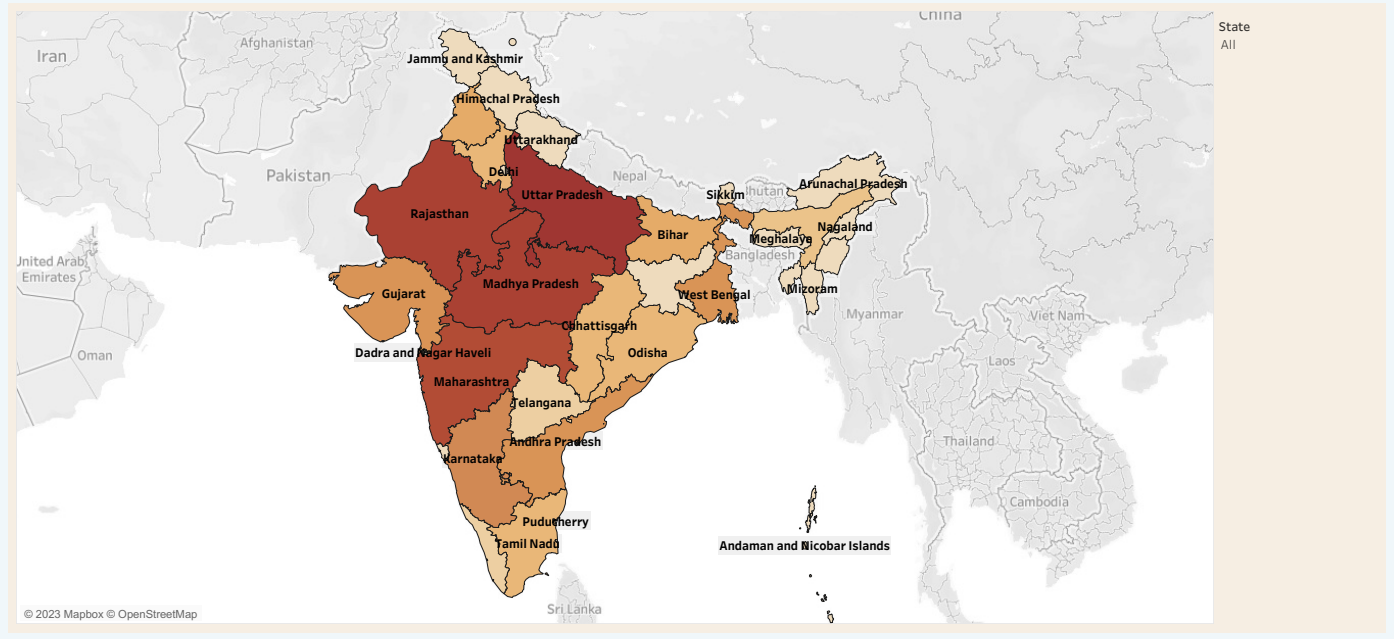 China
State
All
Afghanistan
Iran
Jammu and Kashmir
Himachal Pradesh
Uttarakhand
Pakistan
Delhi
Nepal
Uttar Pradesh
Sikkim
Bhutan
Arunachal Pradesh
Rajasthan
Bihar
Nagaland
Meghalaya
Bangladesh
United Arab
Emirates
Madhya Pradesh
Gujarat
West Bengal
Mizoram
Myanmar
Viet Nam
Chhattisgarh
Oman
Dadra and Nagar Haveli
Odisha
Laos
Maharashtra
Telangana
Andhra Pradesh
Thailand
Karnataka
Cambodia
Puducherry
Tamil Nadu
Andaman and Nicobar Islands
Sri Lanka
© 2023 Mapbox © OpenStreetMap